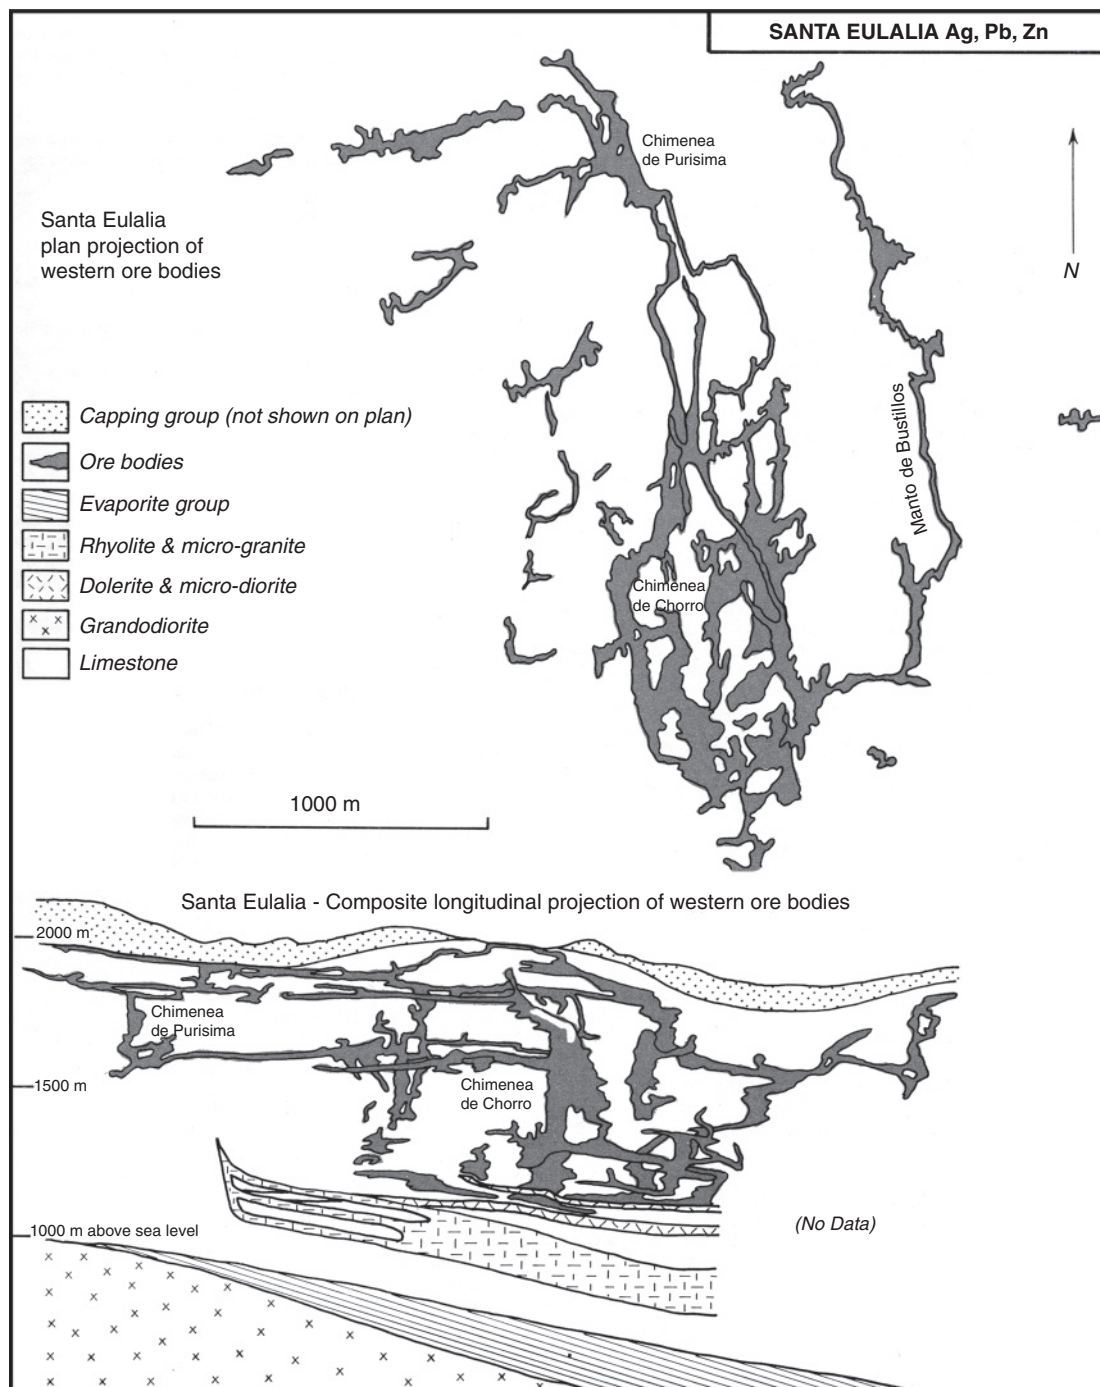 SANTA EULALIA Ag, Pb, Zn
Chimenea
de Purisima
Santa Eulalia
plan projection of
western ore bodies
N
Manto de Bustillos
Capping group (not shown on plan)
Ore bodies
Evaporite group
Rhyolite & micro-granite
Dolerite & micro-diorite
Grandodiorite
Limestone
Chimenea
de Chorro
1000 m
Santa Eulalia - Composite longitudinal projection of western ore bodies
2000 m
Chimenea
de Purisima
1500 m
Chimenea
de Chorro
1000 m above sea level
(No Data)